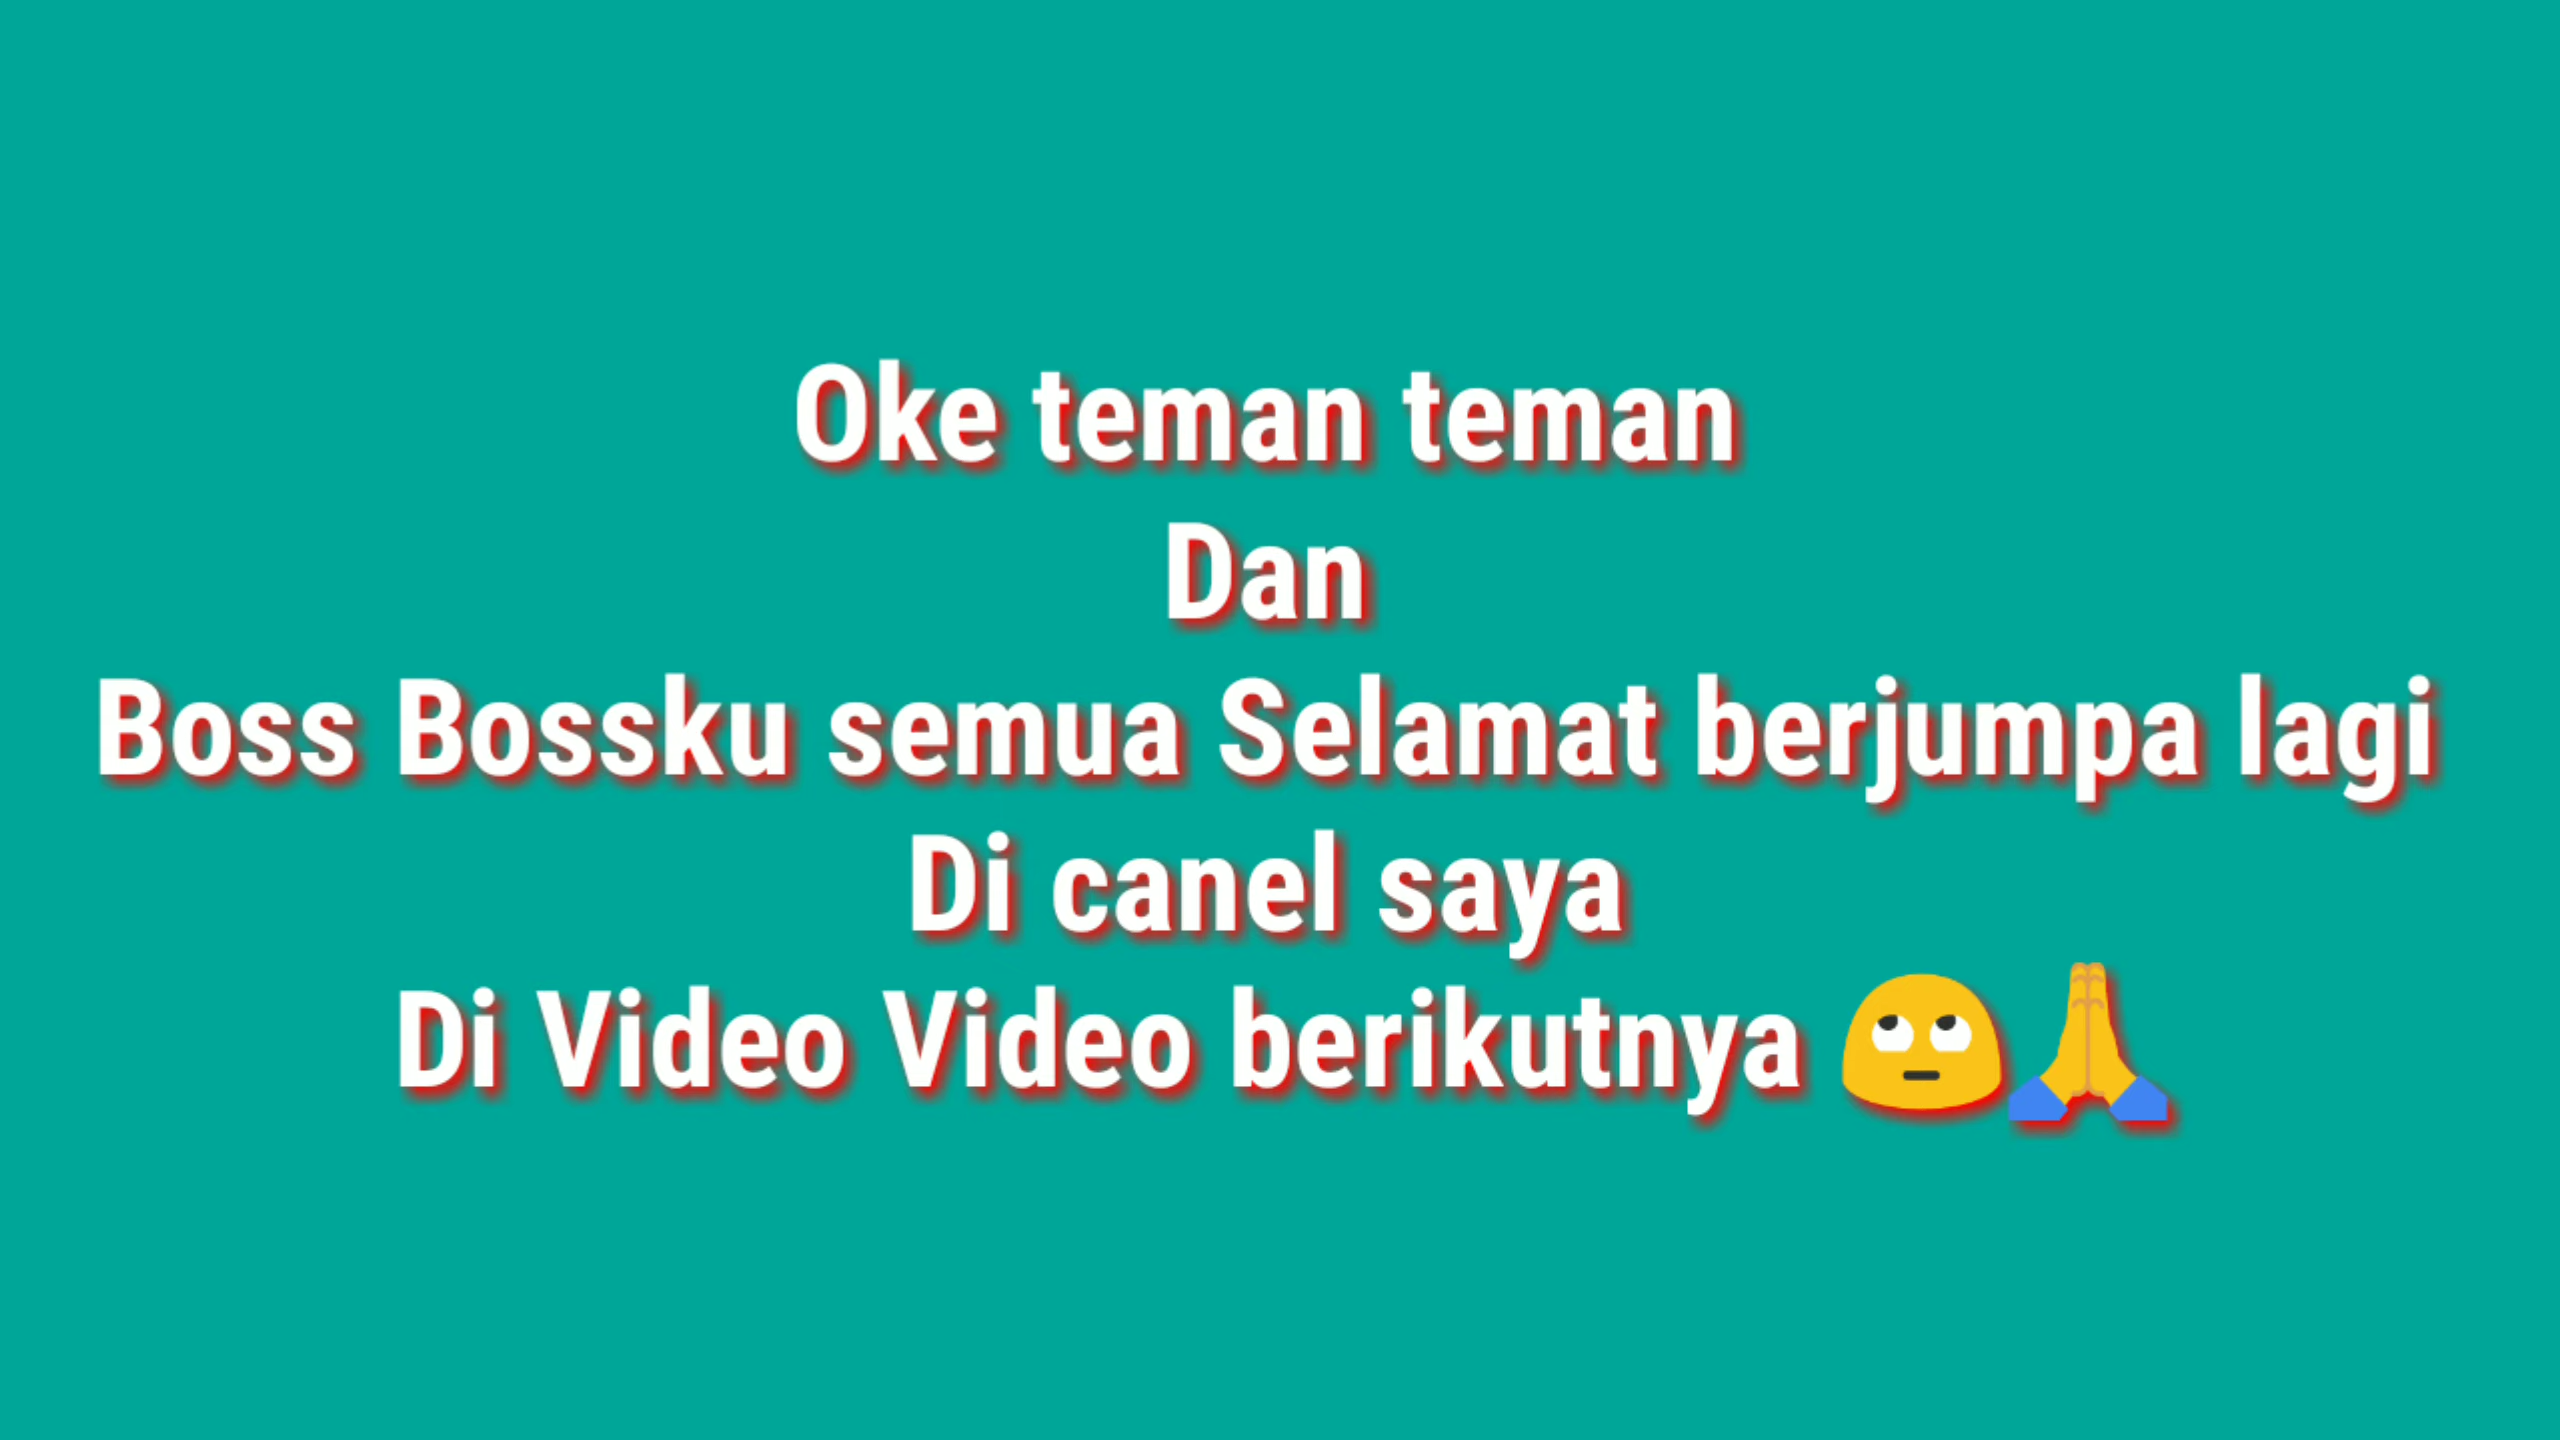 Oke teman teman
Dan
Boss Bossku semua Selamat berjumpa lagi
Di canel saya
Di Video Video berikutnya 🙄🙏